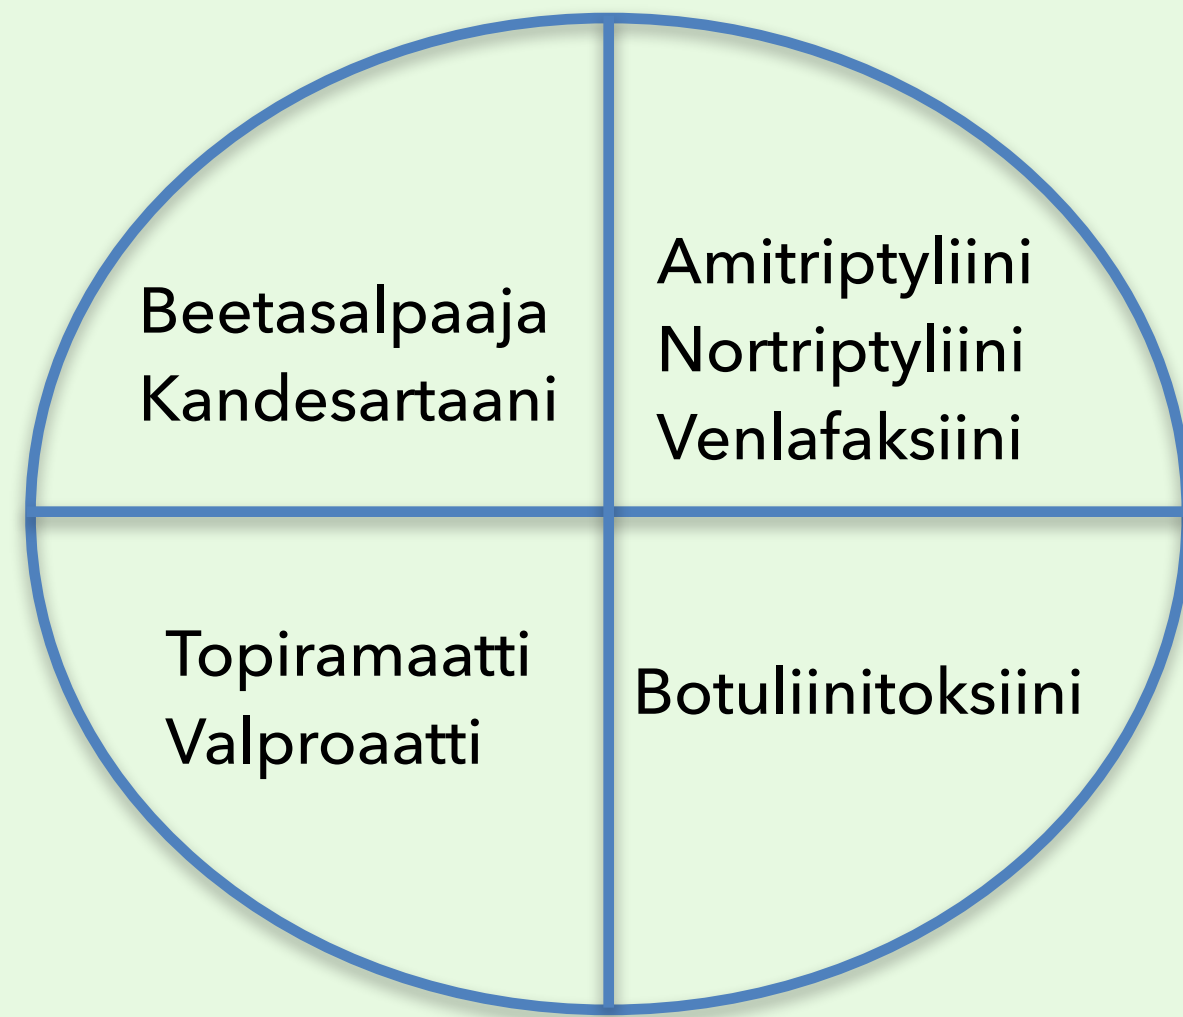 Beetasalpaaja
Kandesartaani
Amitriptyliini
Nortriptyliini
Venlafaksiini
Topiramaatti
Valproaatti
Botuliinitoksiini